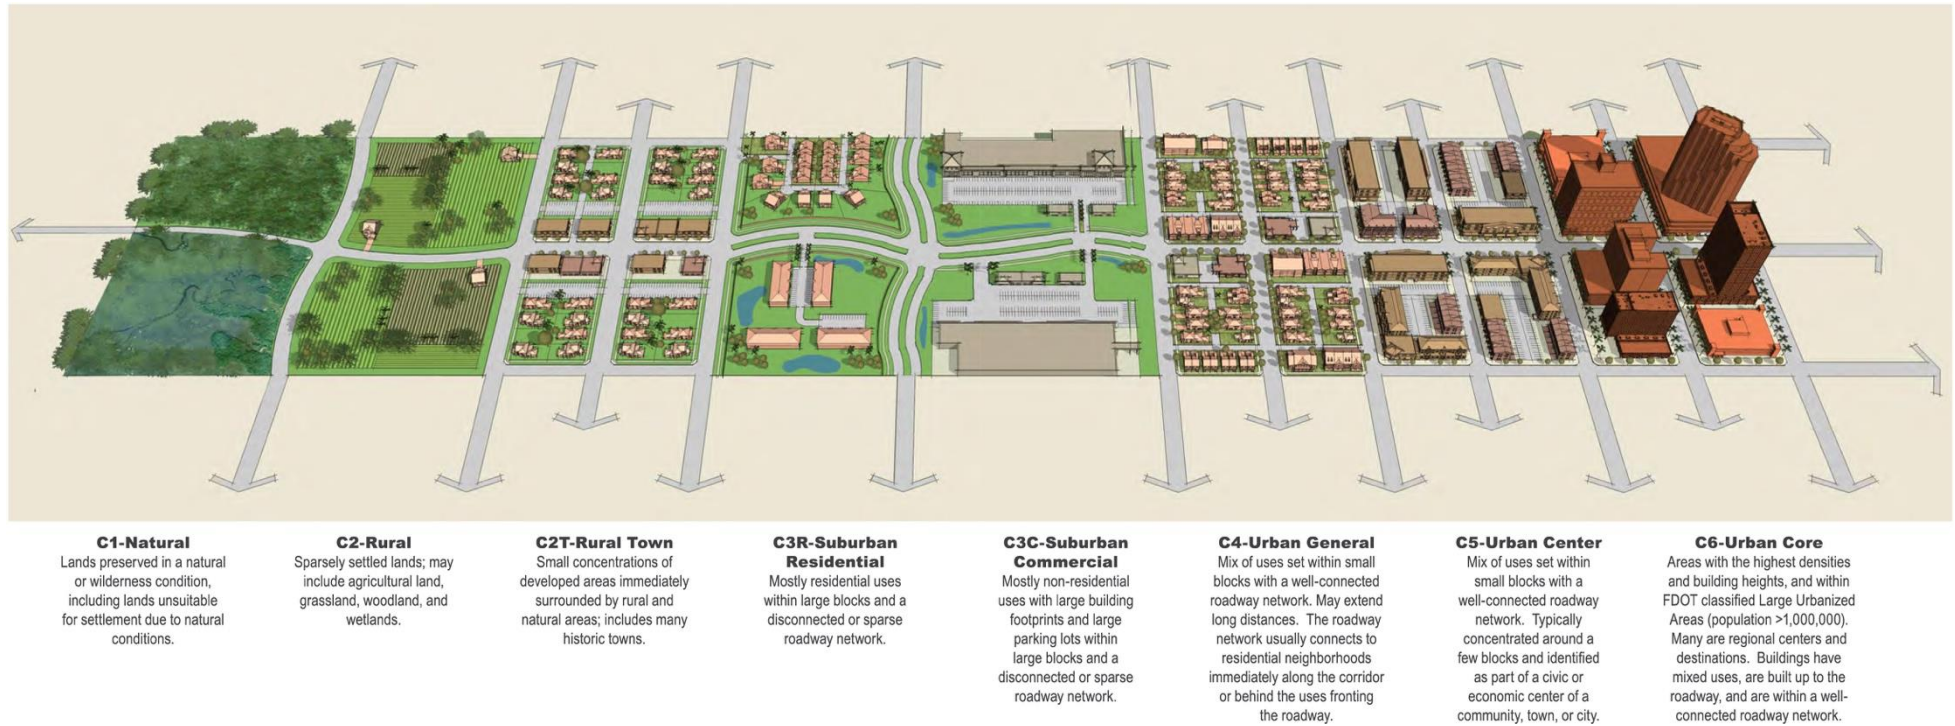 C1-Natural
Lands preserved in a natural
or wilderness condition,
including lands unsuitable
for settlement due to natural
conditions.
C2-Rural
Sparsely settled lands; may
include agricultural land,
grassland, woodland, and
wetlands.
C2T-Rural Town
Small concentrations of
developed areas immediately
surrounded by rural and
natural areas; includes many
historic towns.
C3R-Suburban
Residential
Mostly residential uses
within large blocks and a
disconnected or sparse
roadway network.
C3C-Suburban
Commercial
Mostly non-residential
uses with large building
footprints and large
parking lots within
large blocks and a
disconnected or sparse
roadway network.
C4-Urban General
Mix of uses set within small
blocks with a well-connected
roadway network. May extend
long distances. The roadway
network usually connects to
residential neighborhoods
immediately along the corridor
or behind the uses fronting
the roadway.
C5-Urban Center
Mix of uses set within
small blocks with a
well-connected roadway
network. Typically
concentrated around a
few blocks and identified
as part of a civic or
economic center of a
community, town, or city.
C6-Urban Core
Areas with the highest densities
and building heights, and within
FDOT classified Large Urbanized
Areas (population >1,000,000).
Many are regional centers and
destinations. Buildings have
mixed uses, are built up to the
roadway, and are within a well-
connected roadway network.